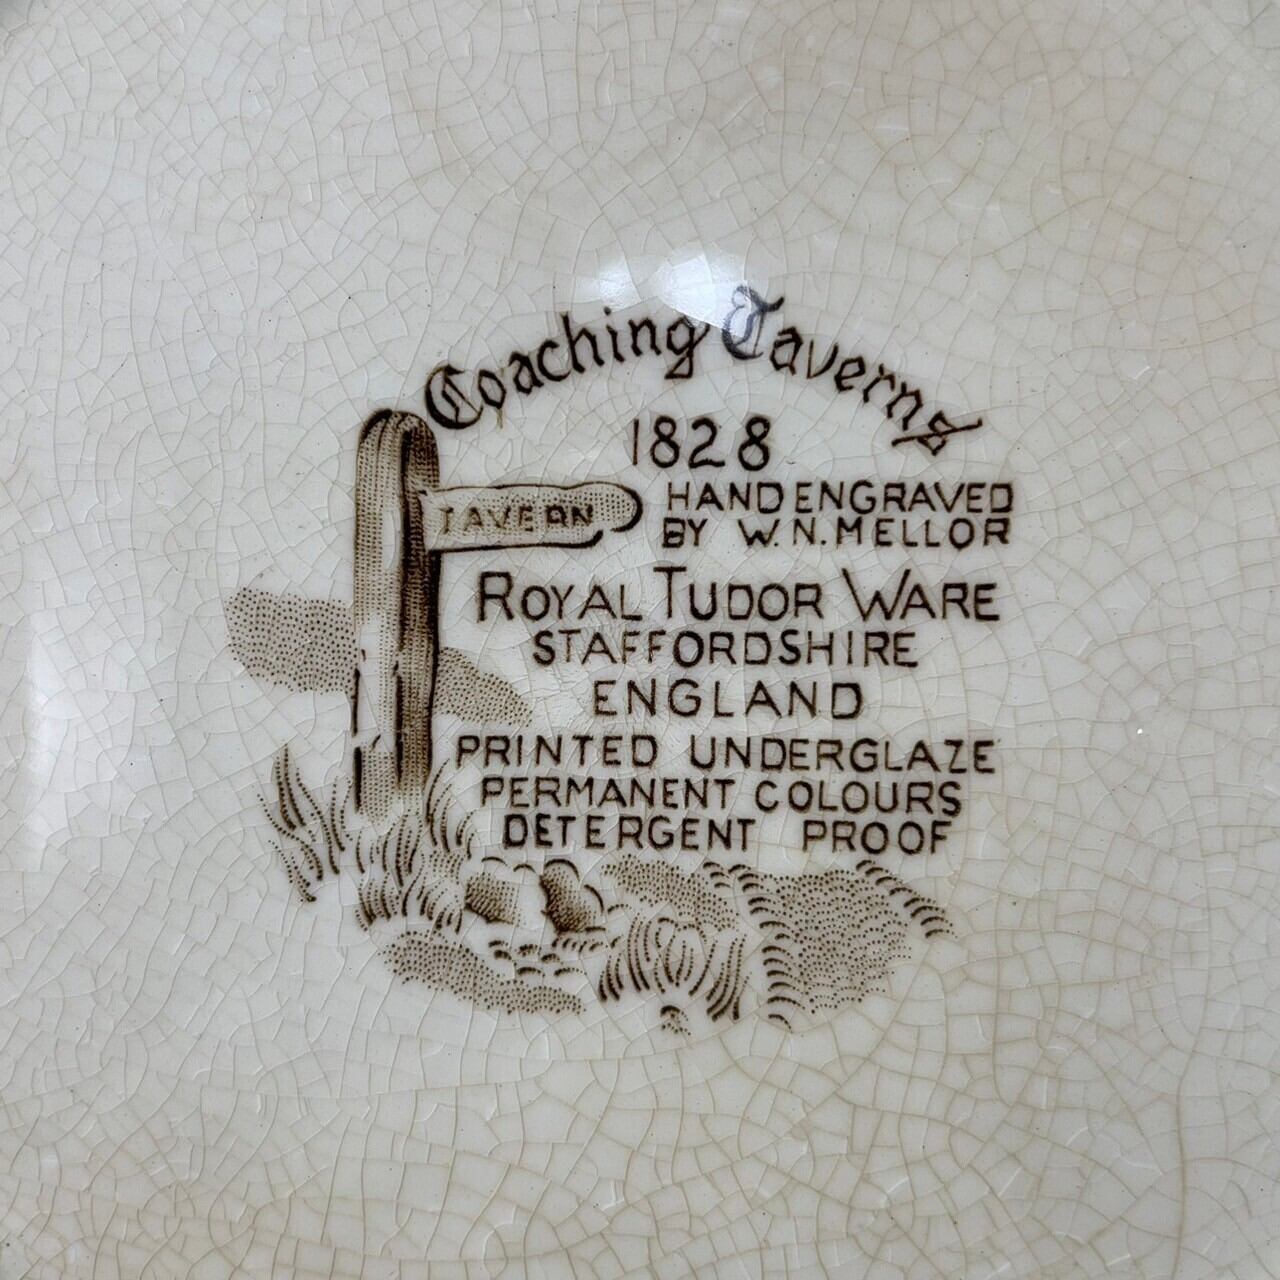 Coaching Taverns
1828
TAVERN
HAND ENGRAVED
BY W.N. MELLOR
ROYAL TUDOR WARE
STAFFORDSHIRE
ENGLAND
PRINTED UNDERGLAZE
PERMANENT COLOURS
DETERGENT PROOF